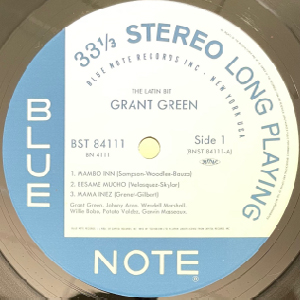 33⅓ STEREO LONG PLAYING
BLUE NOTE RECORDS INC · NEW YORK USA
THE LATIN BIT
GRANT GREEN
BST 84111
BN 4111
Side 1
(BNST 84111-A)
1. MAMBO INN (Sampson-Woodlen-Bauza)
2. BESAME MUCHO (Velasquez-Skylar)
3. MAMA INEZ (Grenet-Gilbert)
Grant Green, Johnny Acea, Wendell Marshall,
Willie Bobo, Potato Valdez, Garvin Masseaux.
BLUE
NOTE